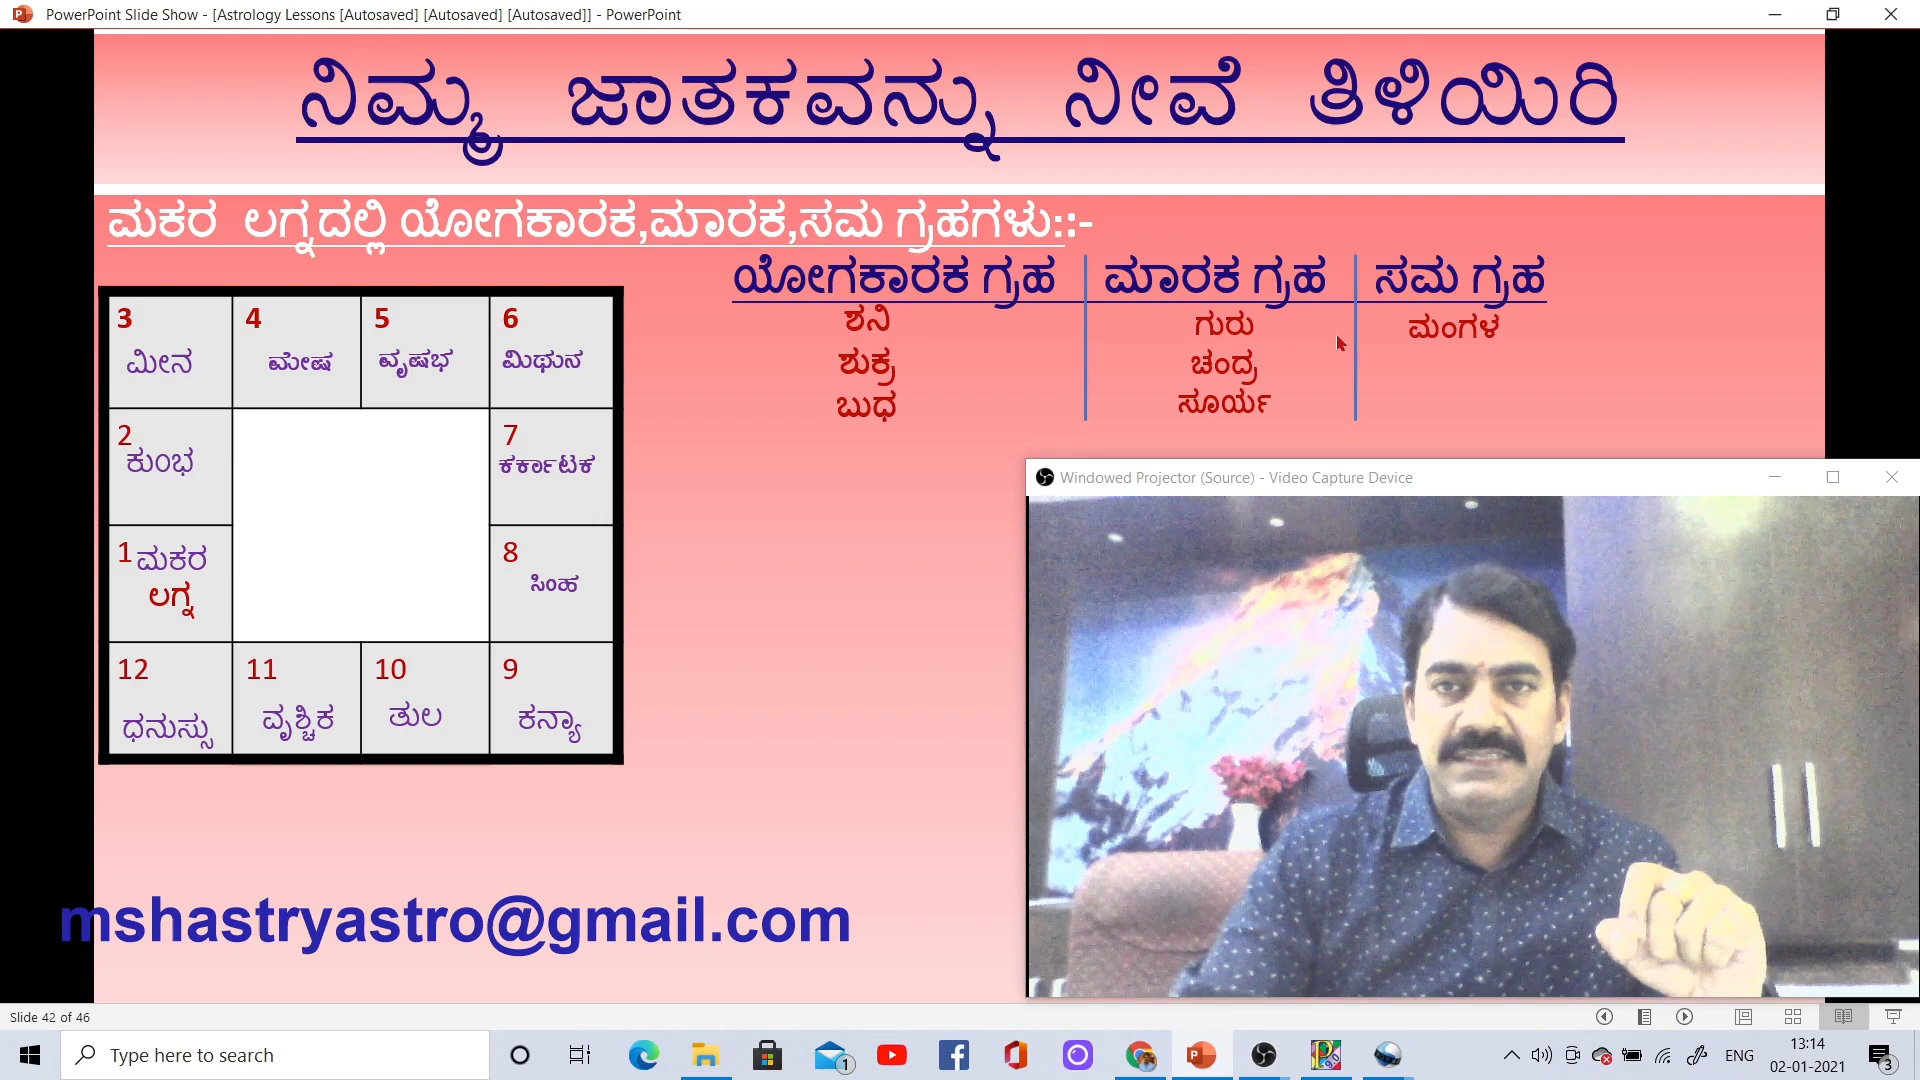 PowerPoint Slide Show - [Astrology Lessons [Autosaved] [Autosaved] [Autosaved]] - PowerPoint
ನಿಮ್ಮ ಜಾತಕವನ್ನು ನೀವೆ ತಿಳಿಯಿರಿ
ಮಕರ ಲಗ್ನದಲ್ಲಿ ಯೋಗಕಾರಕ,ಮಾರಕ,ಸಮ ಗ್ರಹಗಳು::-
ಯೋಗಕಾರಕ ಗ್ರಹ ಮಾರಕ ಗ್ರಹ ಸಮ ಗ್ರಹ
ಶನಿ ಗುರು ಮಂಗಳ
ಶುಕ್ರ ಚಂದ್ರ
ಬುಧ ಸೂರ್ಯ
3 4 5 6
ಮೀನ ಮೇಷ ವೃಷಭ ಮಿಥುನ
2 7
ಕುಂಭ ಕರ್ಕಾಟಕ
1 ಮಕರ 8
ಲಗ್ನ ಸಿಂಹ
12 11 10 9
ಧನುಸ್ಸು ವೃಶ್ಚಿಕ ತುಲ ಕನ್ಯಾ
Windowed Projector (Source) - Video Capture Device
mshastryastro@gmail.com
Slide 42 of 46
Type here to search
1
ENG
13:14
02-01-2021
3